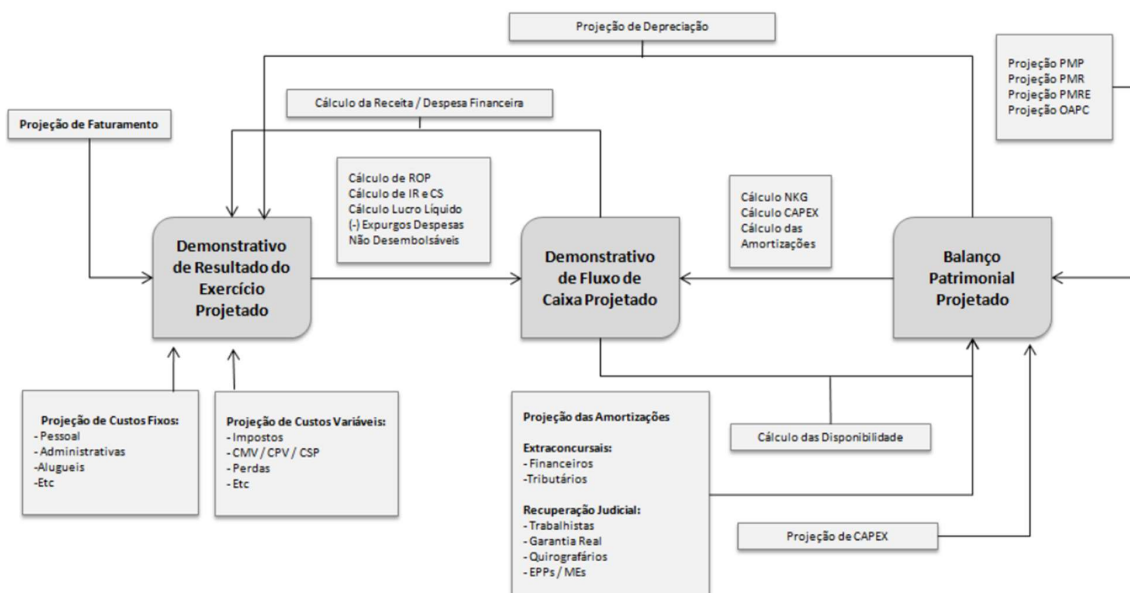 Projeção de Depreciação
Projeção PMP
Projeção PMR
Projeção PMRE
Projeção OAPC
Cálculo da Receita / Despesa Financeira
Projeção de Faturamento
Cálculo de ROP
Cálculo de IR e CS
Cálculo Lucro Líquido
(-) Expurgos Despesas
Não Desembolsáveis
Cálculo NKG
Cálculo CAPEX
Cálculo das
Amortizações
Demonstrativo
de Resultado do
Exercício
Projetado
Demonstrativo
de Fluxo de
Caixa Projetado
Balanço
Patrimonial
Projetado
Projeção de Custos Fixos:
- Pessoal
- Administrativas
-Alugueis
-Etc
Projeção de Custos Variáveis:
- Impostos
- CMV / CPV / CSP
- Perdas
- Etc
Projeção das Amortizações
Extraconcursais:
- Financeiros
-Tributários
Recuperação Judicial:
- Trabalhistas
- Garantia Real
- Quirografários
- EPPs / MEs
Cálculo das Disponibilidade
Projeção de CAPEX